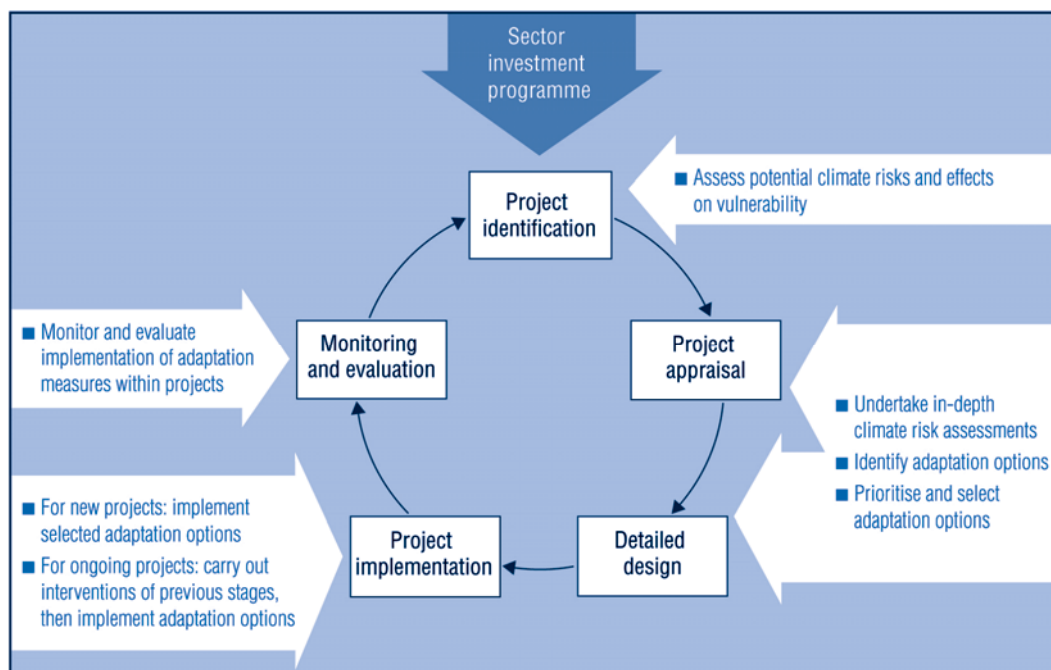 Sector
investment
programme
■ Assess potential climate risks and effects
on vulnerability
Project
identification
■ Monitor and evaluate
implementation of adaptation
measures within projects
Monitoring
and evaluation
Project
appraisal
■ Undertake in-depth
climate risk assessments
■ Identify adaptation options
■ Prioritise and select
adaptation options
■ For new projects: implement
selected adaptation options
■ For ongoing projects: carry out
interventions of previous stages,
then implement adaptation options
Project
implementation
Detailed
design